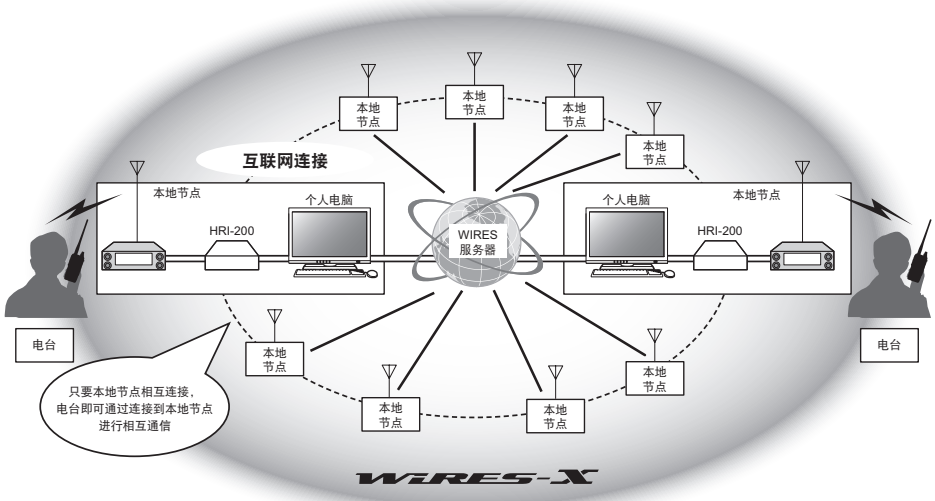 本地
节点
本地
节点
本地
节点
本地
节点
互联网连接
本地节点
个人电脑
HRI-200
WIRES
服务器
个人电脑
本地节点
HRI-200
电台
电台
本地
节点
本地
节点
本地
节点
本地
节点
只要本地节点相互连接，
电台即可通过连接到本地节点
进行相互通信
WiRES-X